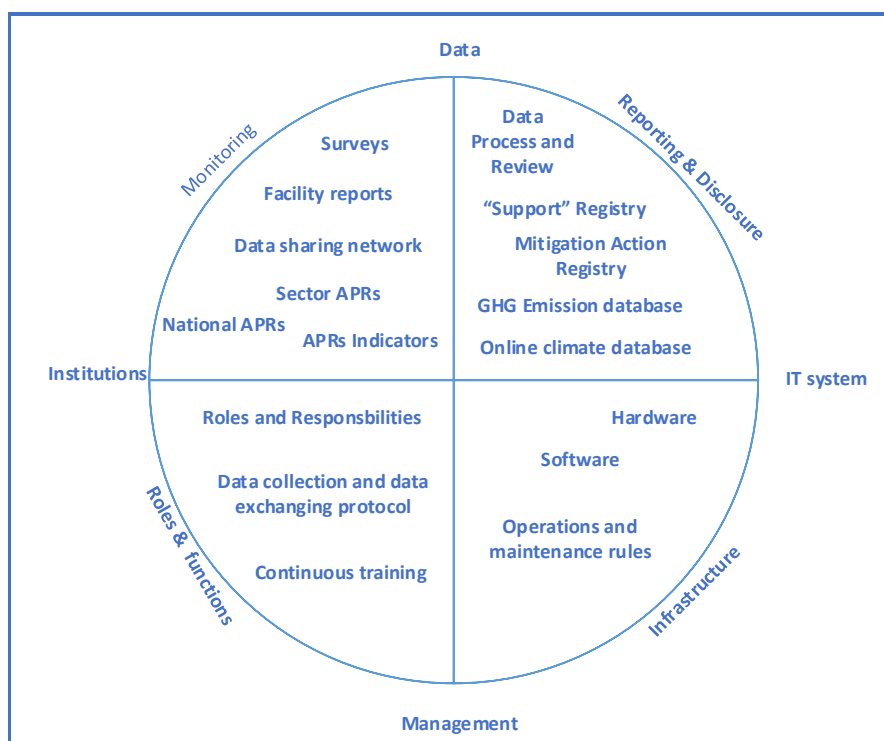 Data
Monitoring
Surveys
Facility reports
Data sharing network
Sector APRs
National APRs
APRs Indicators
Reporting & Disclosure
Data
Process and
Review
“Support” Registry
Mitigation Action
Registry
GHG Emission database
Online climate database
Institutions
IT system
Roles and Responsbilities
Data collection and data
exchanging protocol
Continuous training
Roles & functions
Hardware
Software
Operations and
maintenance rules
Infrastructure
Management